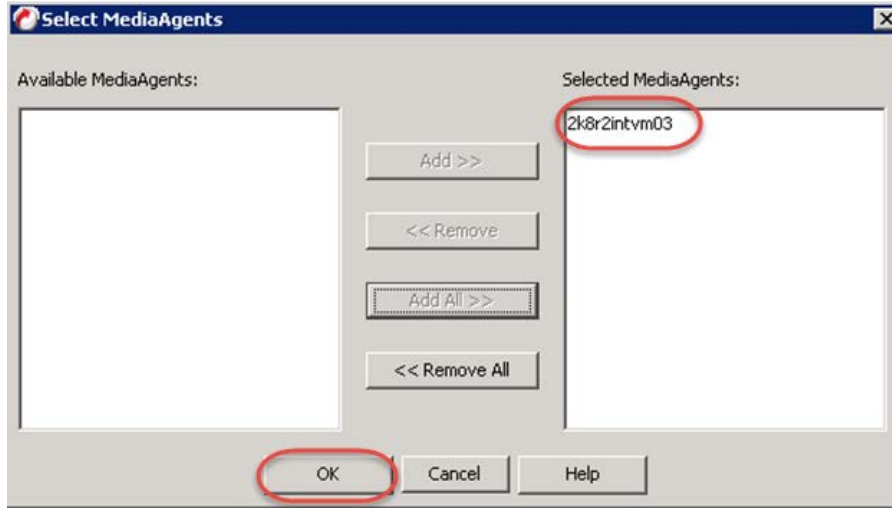 Select MediaAgents
Available MediaAgents:
Selected MediaAgents:
2k8r2intvm03
Add >>
<< Remove
Add All >>
<< Remove All
OK
Cancel
Help